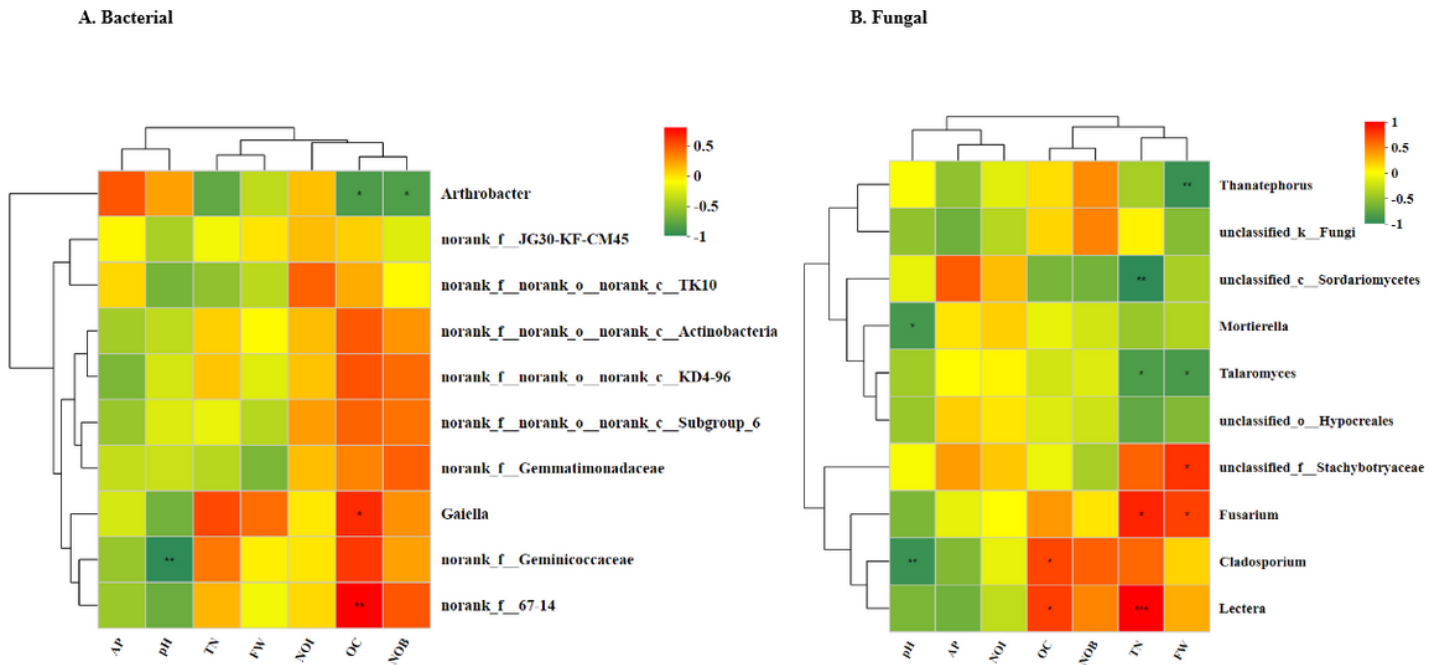 A. Bacterial
B. Fungal
0.5
0
-0.5
-1
* *
Arthrobacter
norank_f__JG30-KF-CM45
norank_f__norank_o__norank_c__TK10
norank_f__norank_o__norank_c__Actinobacteria
norank_f__norank_o__norank_c__KD4-96
norank_f__norank_o__norank_c__Subgroup_6
norank_f__Gemmatimonadaceae
* Gaiella
** norank_f__Geminicoccaceae
** norank_f__67-14
AP pH TN FW NOI OC NOB
1
0.5
0
-0.5
-1
** Thanatephorus
unclassified_k__Fungi
** unclassified_c__Sordariomycetes
* Mortierella
* * Talaromyces
unclassified_o__Hypocreales
* unclassified_f__Stachybotryaceae
* * Fusarium
** * Cladosporium
* *** Lectera
pH AP NOI OC NOB TN FW